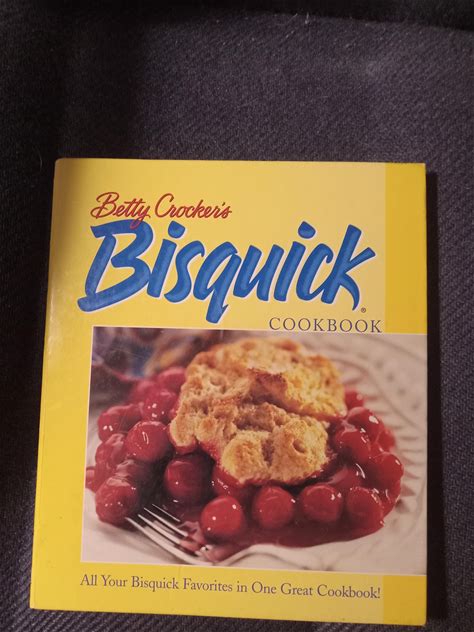 Betty Crocker's
Bisquick®
COOKBOOK
All Your Bisquick Favorites in One Great Cookbook!